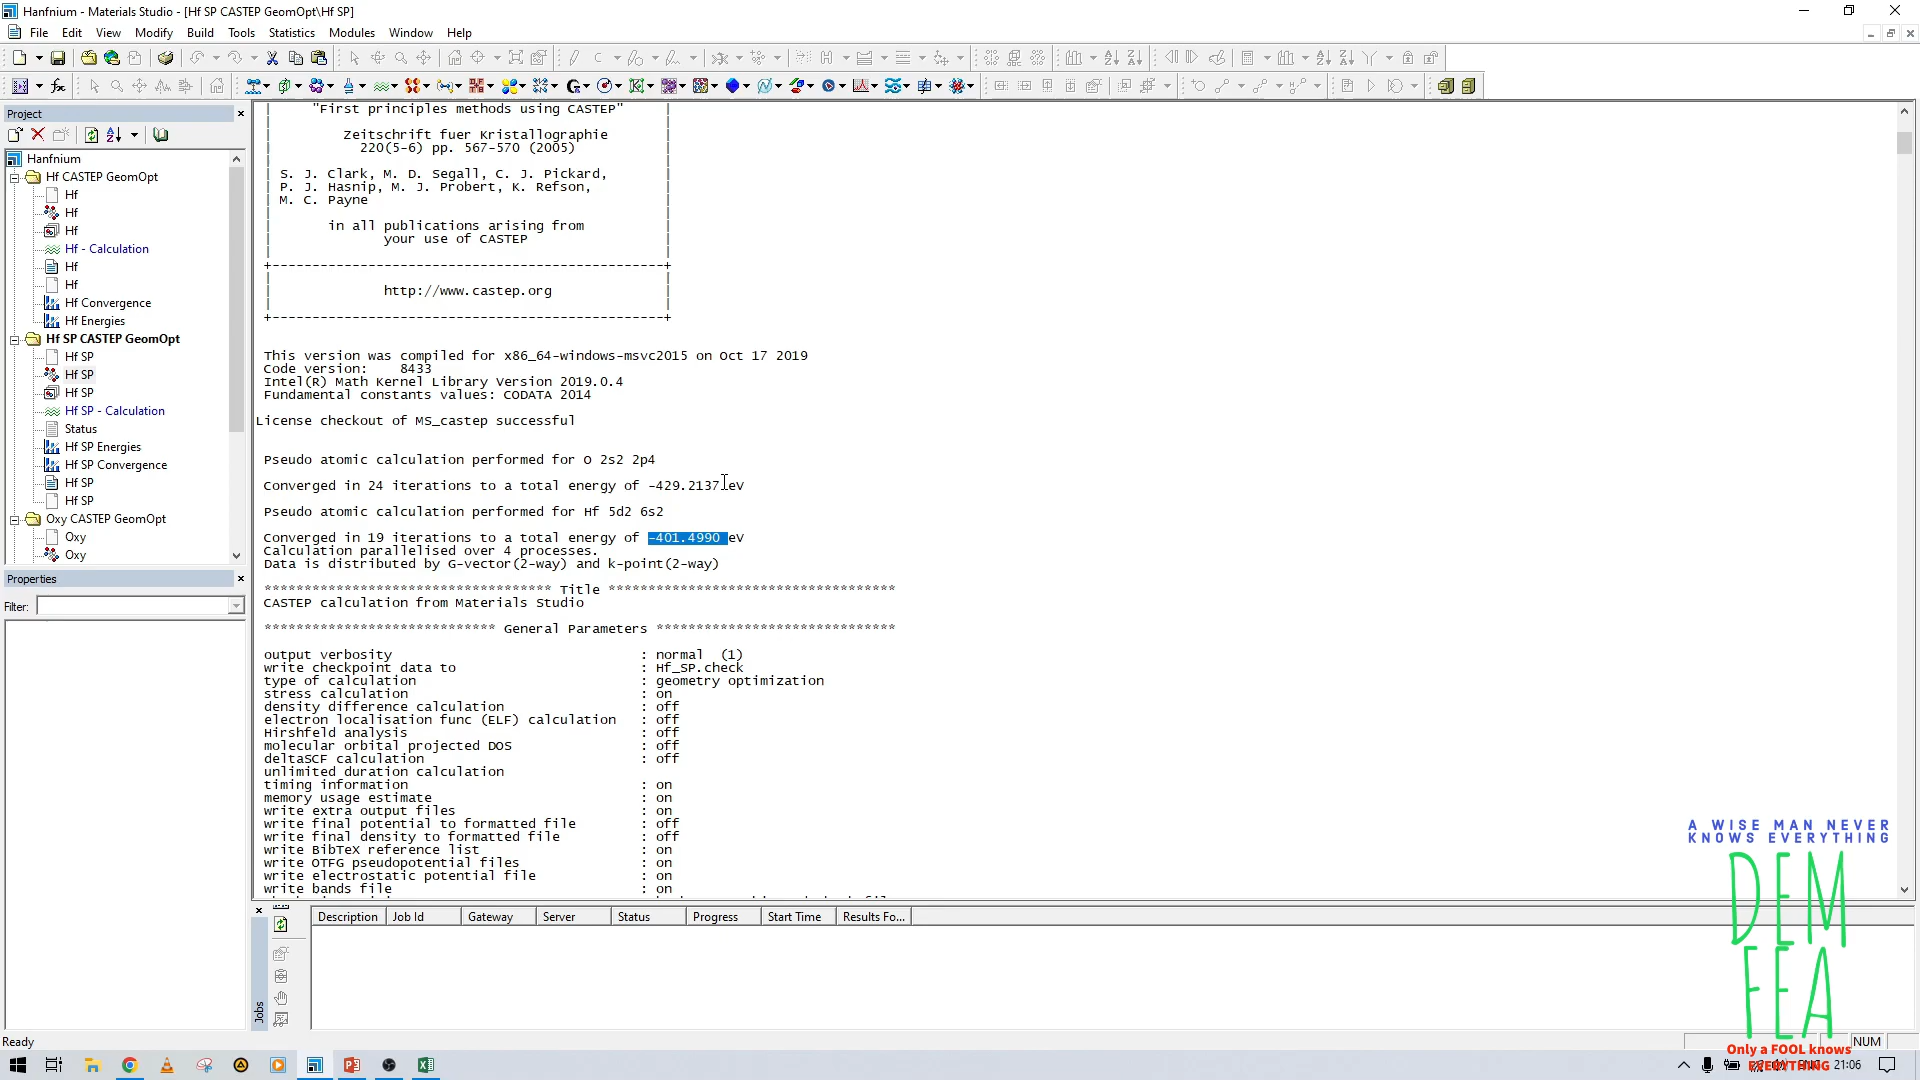 Hanfnium - Materials Studio - [Hf SP CASTEP GeomOpt\Hf SP]
File Edit View Modify Build Tools Statistics Modules Window Help
Project
Hanfnium
Hf CASTEP GeomOpt
Hf
Hf
Hf
Hf - Calculation
Hf
Hf
Hf Convergence
Hf Energies
Hf SP CASTEP GeomOpt
Hf SP
Hf SP
Hf SP
Hf SP - Calculation
Status
Hf SP Energies
Hf SP Convergence
Hf SP
Hf SP
Oxy CASTEP GeomOpt
Oxy
Oxy
Properties
Filter:
"First principles methods using CASTEP"
Zeitschrift fuer Kristallographie
220(5-6) pp. 567-570 (2005)
S. J. Clark, M. D. Segall, C. J. Pickard,
P. J. Hasnip, M. J. Probert, K. Refson,
M. C. Payne
in all publications arising from
your use of CASTEP
http://www.castep.org
This version was compiled for x86_64-windows-msvc2015 on Oct 17 2019
Code version: 8433
Intel(R) Math Kernel Library Version 2019.0.4
Fundamental constants values: CODATA 2014
License checkout of MS_castep successful
Pseudo atomic calculation performed for O 2s2 2p4
Converged in 24 iterations to a total energy of -429.2137 eV
Pseudo atomic calculation performed for Hf 5d2 6s2
Converged in 19 iterations to a total energy of -401.4990 eV
Calculation parallelised over 4 processes.
Data is distributed by G-vector(2-way) and k-point(2-way)
************************************ Title ************************************
CASTEP calculation from Materials Studio
***************************** General Parameters ******************************
output verbosity : normal (1)
write checkpoint data to : Hf_SP.check
type of calculation : geometry optimization
stress calculation : on
density difference calculation : off
electron localisation func (ELF) calculation : off
Hirshfeld analysis : off
molecular orbital projected DOS : off
deltaSCF calculation : off
unlimited duration calculation
timing information : on
memory usage estimate : on
write extra output files : on
write final potential to formatted file : off
write final density to formatted file : off
write BibTeX reference list : on
write OTFG pseudopotential files : on
write electrostatic potential file : on
write bands file : on
Jobs
Description Job Id Gateway Server Status Progress Start Time Results Fo...
A WISE MAN NEVER
KNOWS EVERYTHING
DEM
FEA
Only a FOOL knows
EVERYTHING
Ready
NUM
21:06